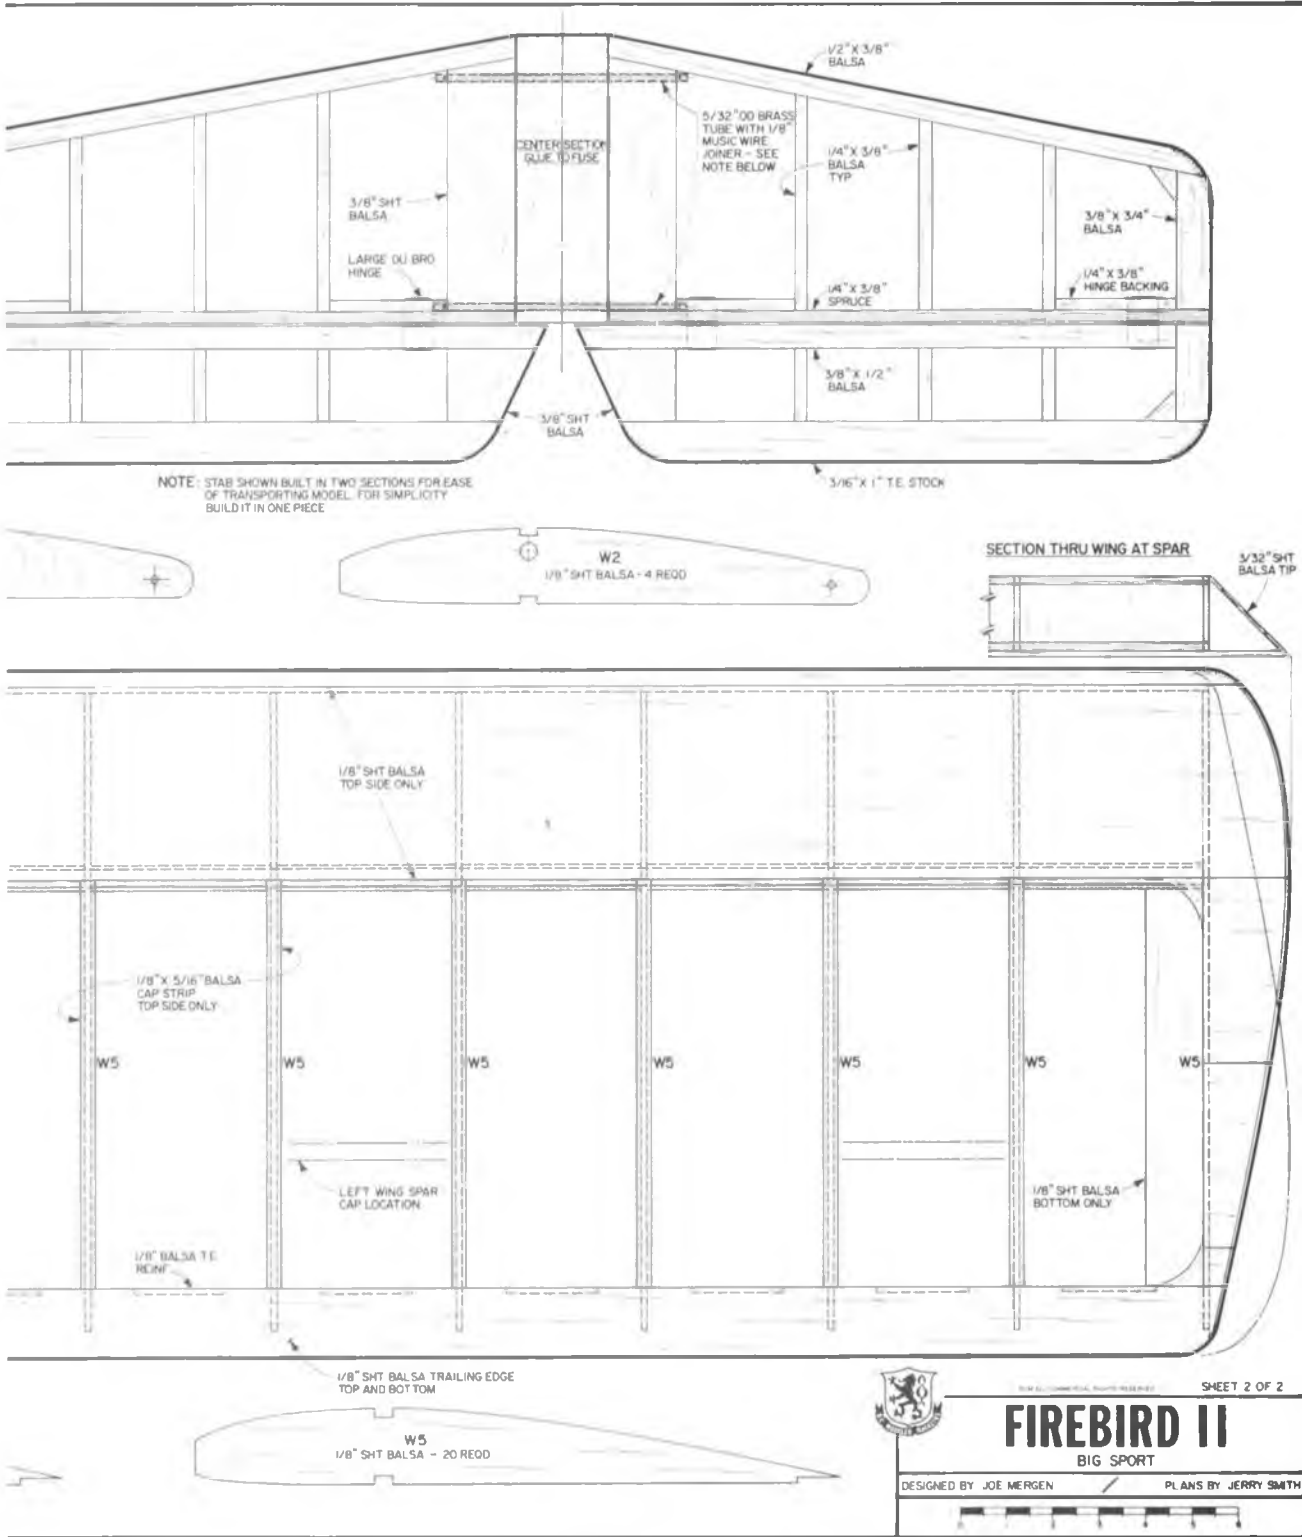 1/2" X 3/8"
BALSA
5/32" OD BRASS
TUBE WITH 1/8"
MUSIC WIRE
JOINER - SEE
NOTE BELOW
CENTER SECTION
GLUE TO FUSE
1/4" X 3/8"
BALSA
TYP
3/8" SHT
BALSA
3/8" X 3/4"
BALSA
LARGE DU BRO
HINGE
1/4" X 3/8"
SPRUCE
1/4" X 3/8"
HINGE BACKING
3/8" X 1/2"
BALSA
3/8" SHT
BALSA
3/16" X 1" T.E. STOCK
NOTE: STAB SHOWN BUILT IN TWO SECTIONS FOR EASE
OF TRANSPORTING MODEL. FOR SIMPLICITY
BUILD IT IN ONE PIECE
W2
1/8" SHT BALSA - 4 REQD
SECTION THRU WING AT SPAR
3/32" SHT
BALSA TIP
1/8" SHT BALSA
TOP SIDE ONLY
1/8" X 5/16" BALSA
CAP STRIP
TOP SIDE ONLY
W5
W5
W5
W5
W5
W5
W5
LEFT WING SPAR
CAP LOCATION
1/8" SHT BALSA
BOTTOM ONLY
1/8" BALSA T.E.
REINF
1/8" SHT BALSA TRAILING EDGE
TOP AND BOTTOM
W5
1/8" SHT BALSA - 20 REQD
SHEET 2 OF 2
FIREBIRD II
BIG SPORT
DESIGNED BY JOE MERGEN / PLANS BY JERRY SMITH